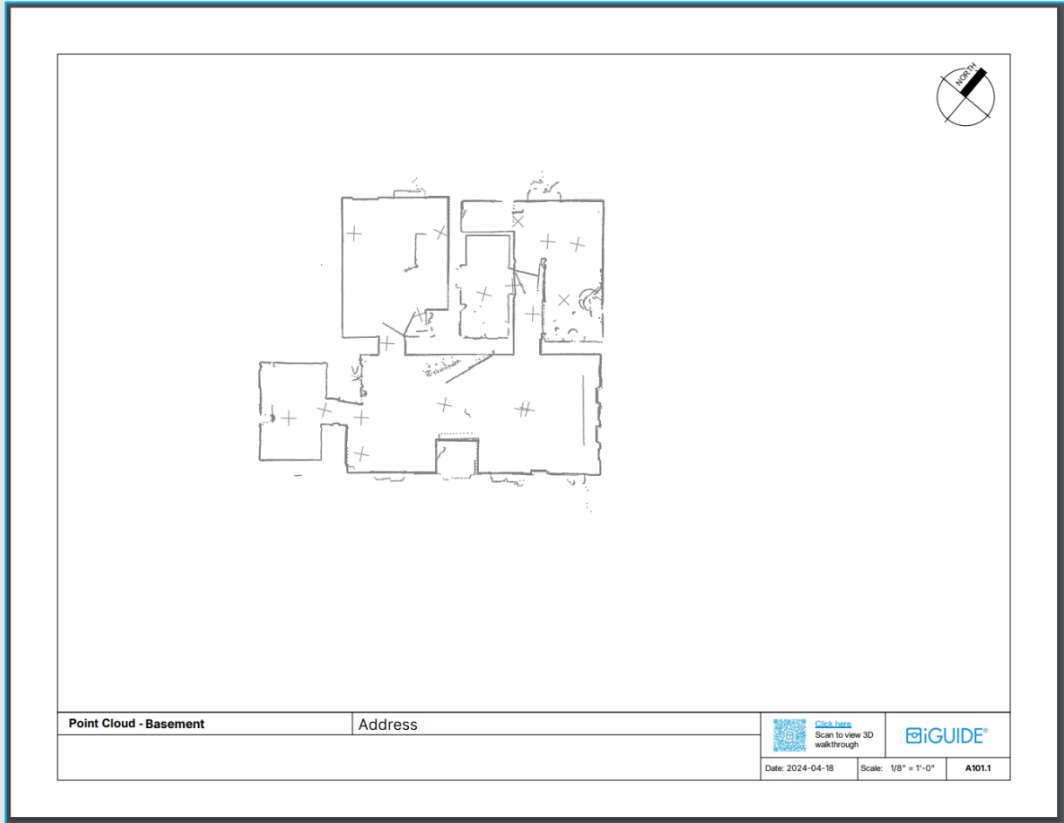 NORTH
Point Cloud - Basement
Address
Click here
Scan to view 3D
walkthrough
iGUIDE®
Date: 2024-04-18
Scale: 1/8" = 1'-0"
A101.1